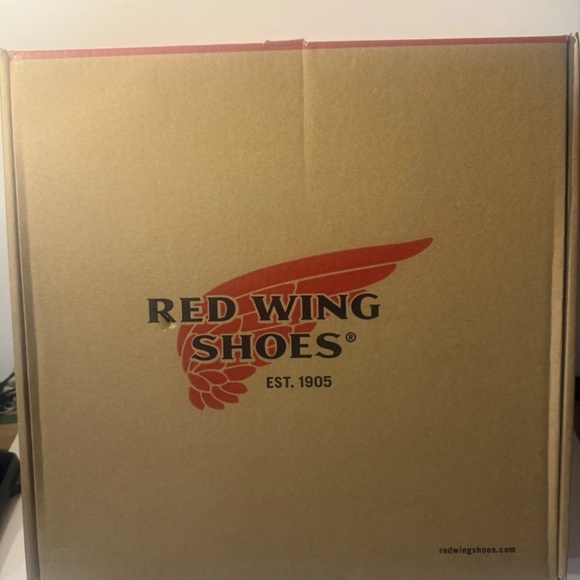 RED WING
SHOES®
EST. 1905
redwingshoes.com